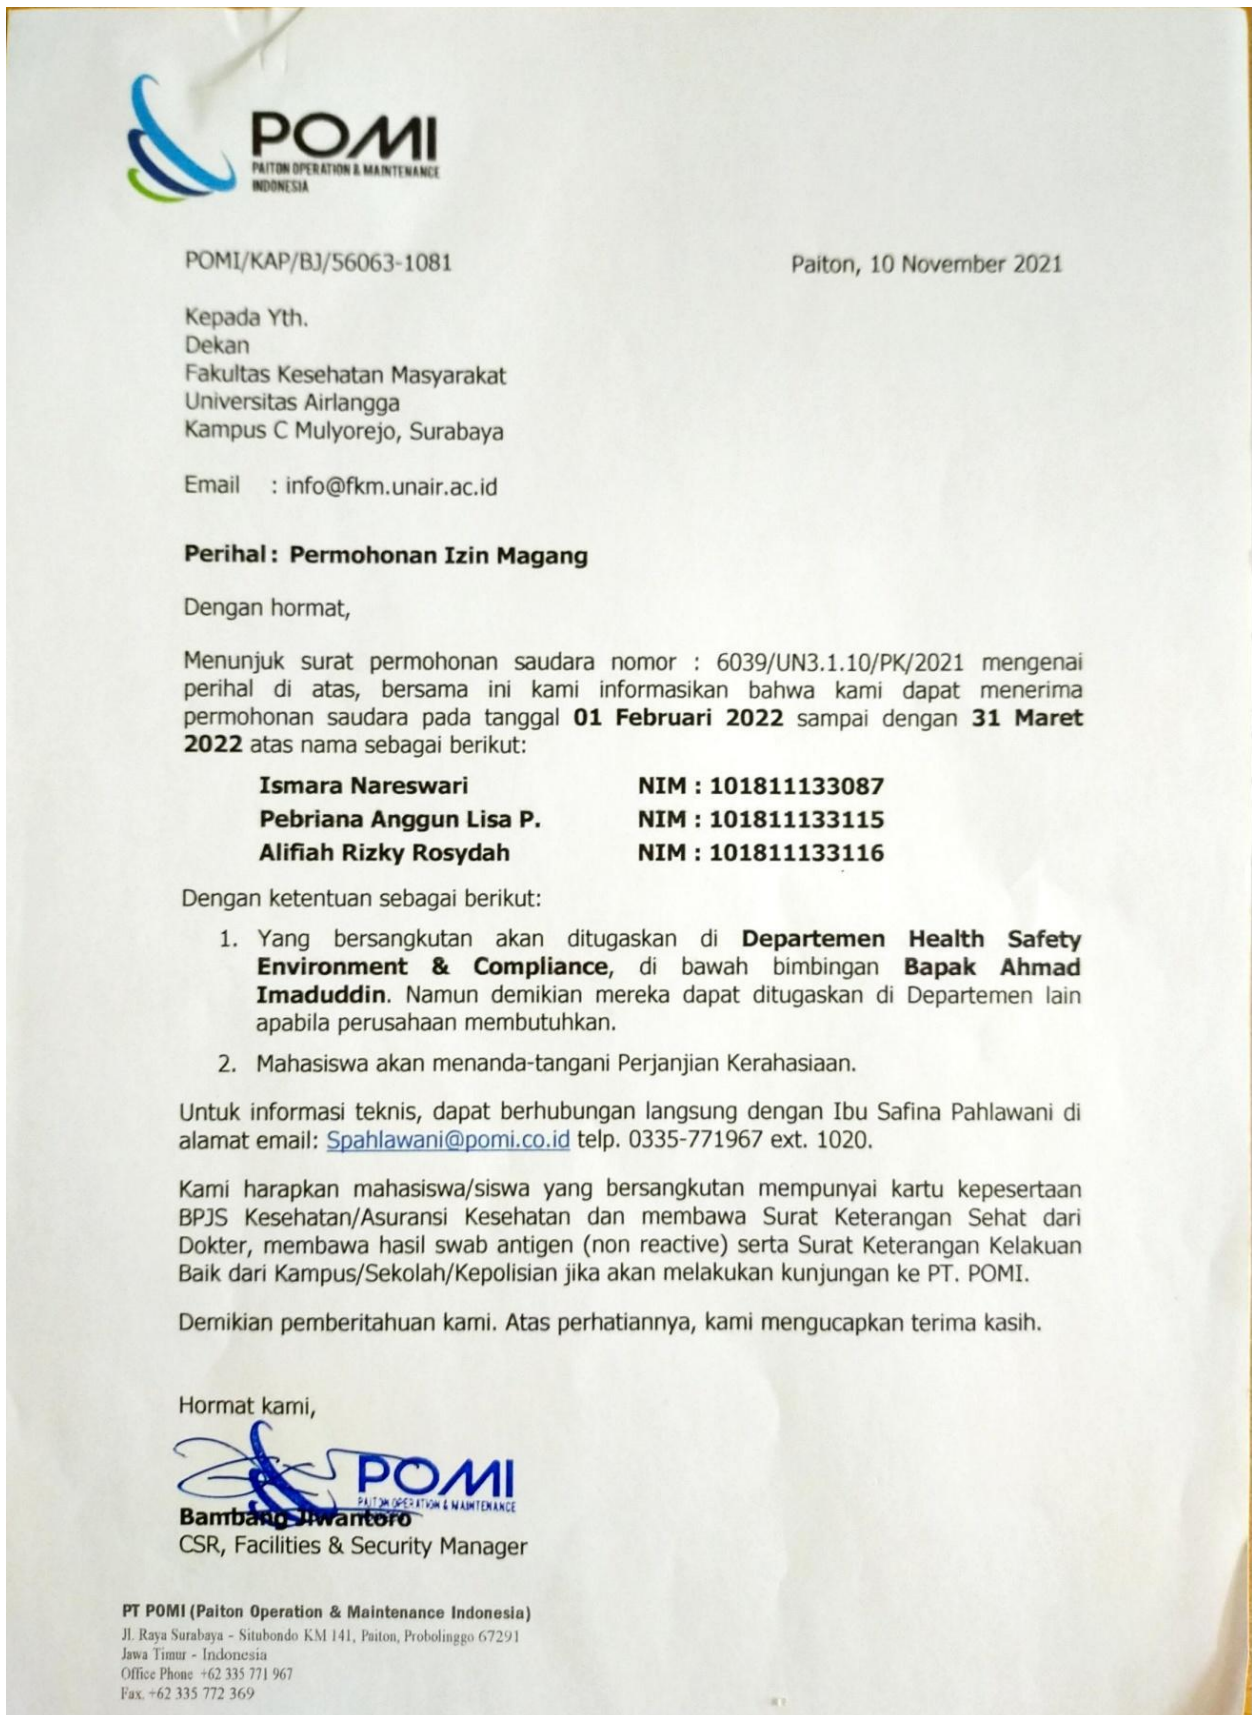 POMI
PAITON OPERATION & MAINTENANCE
INDONESIA
POMI/KAP/BJ/56063-1081
Paiton, 10 November 2021
Kepada Yth.
Dekan
Fakultas Kesehatan Masyarakat
Universitas Airlangga
Kampus C Mulyorejo, Surabaya
Email : info@fkm.unair.ac.id
Perihal : Permohonan Izin Magang
Dengan hormat,
Menunjuk surat permohonan saudara nomor : 6039/UN3.1.10/PK/2021 mengenai
perihal di atas, bersama ini kami informasikan bahwa kami dapat menerima
permohonan saudara pada tanggal 01 Februari 2022 sampai dengan 31 Maret
2022 atas nama sebagai berikut:
Ismara Nareswari NIM : 101811133087
Pebriana Anggun Lisa P. NIM : 101811133115
Alifiah Rizky Rosydah NIM : 101811133116
Dengan ketentuan sebagai berikut:
1. Yang bersangkutan akan ditugaskan di Departemen Health Safety
Environment & Compliance, di bawah bimbingan Bapak Ahmad
Imaduddin. Namun demikian mereka dapat ditugaskan di Departemen lain
apabila perusahaan membutuhkan.
2. Mahasiswa akan menanda-tangani Perjanjian Kerahasiaan.
Untuk informasi teknis, dapat berhubungan langsung dengan Ibu Safina Pahlawani di
alamat email: Spahlawani@pomi.co.id telp. 0335-771967 ext. 1020.
Kami harapkan mahasiswa/siswa yang bersangkutan mempunyai kartu kepesertaan
BPJS Kesehatan/Asuransi Kesehatan dan membawa Surat Keterangan Sehat dari
Dokter, membawa hasil swab antigen (non reactive) serta Surat Keterangan Kelakuan
Baik dari Kampus/Sekolah/Kepolisian jika akan melakukan kunjungan ke PT. POMI.
Demikian pemberitahuan kami. Atas perhatiannya, kami mengucapkan terima kasih.
Hormat kami,
POMI
PAITON OPERATION & MAINTENANCE
Bambang Jiwantoro
CSR, Facilities & Security Manager
PT POMI (Paiton Operation & Maintenance Indonesia)
Jl. Raya Surabaya - Situbondo KM 141, Paiton, Probolinggo 67291
Jawa Timur - Indonesia
Office Phone +62 335 771 967
Fax. +62 335 772 369